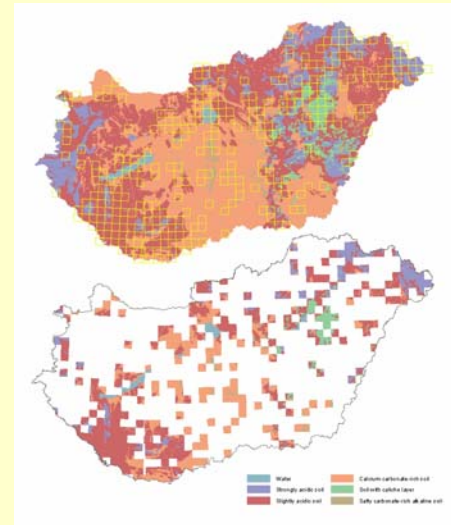 Water
Strongly acidic soil
Slightly acidic soil
Calcium carbonate-rich soil
Soil with spliche layer
Salty carbonate-rich alkaline soil